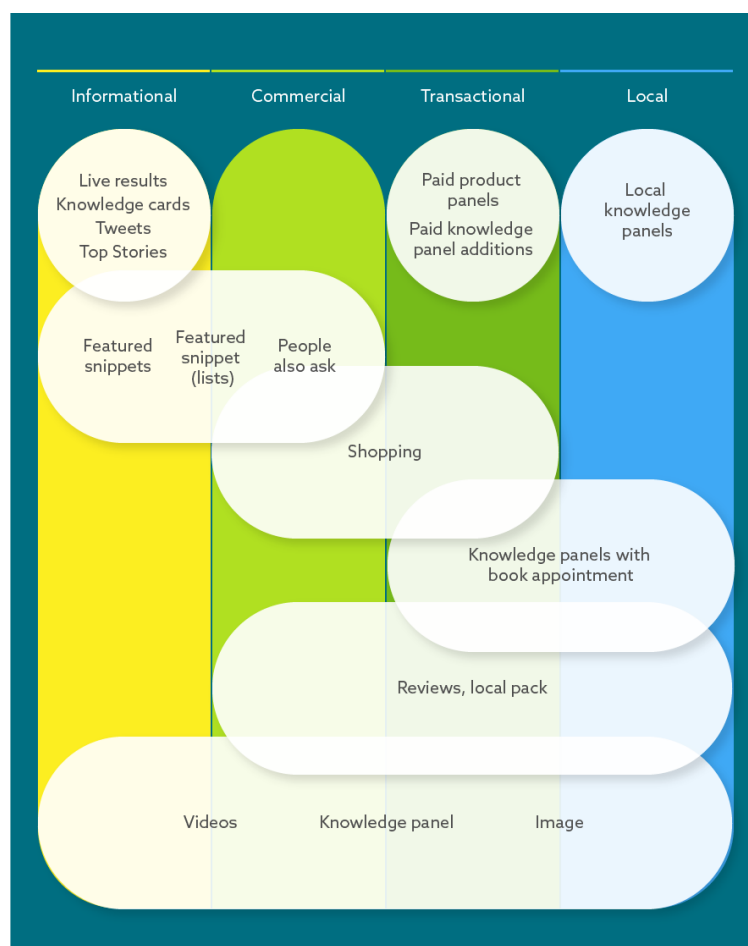 Informational
Commercial
Transactional
Local
Live results
Knowledge cards
Tweets
Top Stories
Paid product
panels
Paid knowledge
panel additions
Local
knowledge
panels
Featured
snippets
Featured
snippet
(lists)
People
also ask
Shopping
Knowledge panels with
book appointment
Reviews, local pack
Videos
Knowledge panel
Image